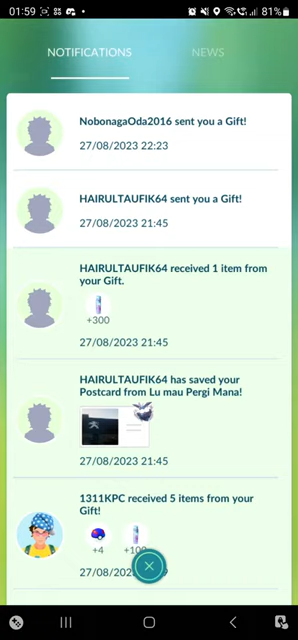 01:59
81%
NOTIFICATIONS
NEWS
NobonagaOda2016 sent you a Gift!
27/08/2023 22:23
HAIRULTAUFIK64 sent you a Gift!
27/08/2023 21:45
HAIRULTAUFIK64 received 1 item from
your Gift.
+300
27/08/2023 21:45
HAIRULTAUFIK64 has saved your
Postcard from Lu mau Pergi Mana!
27/08/2023 21:45
1311KPC received 5 items from your
Gift!
+4